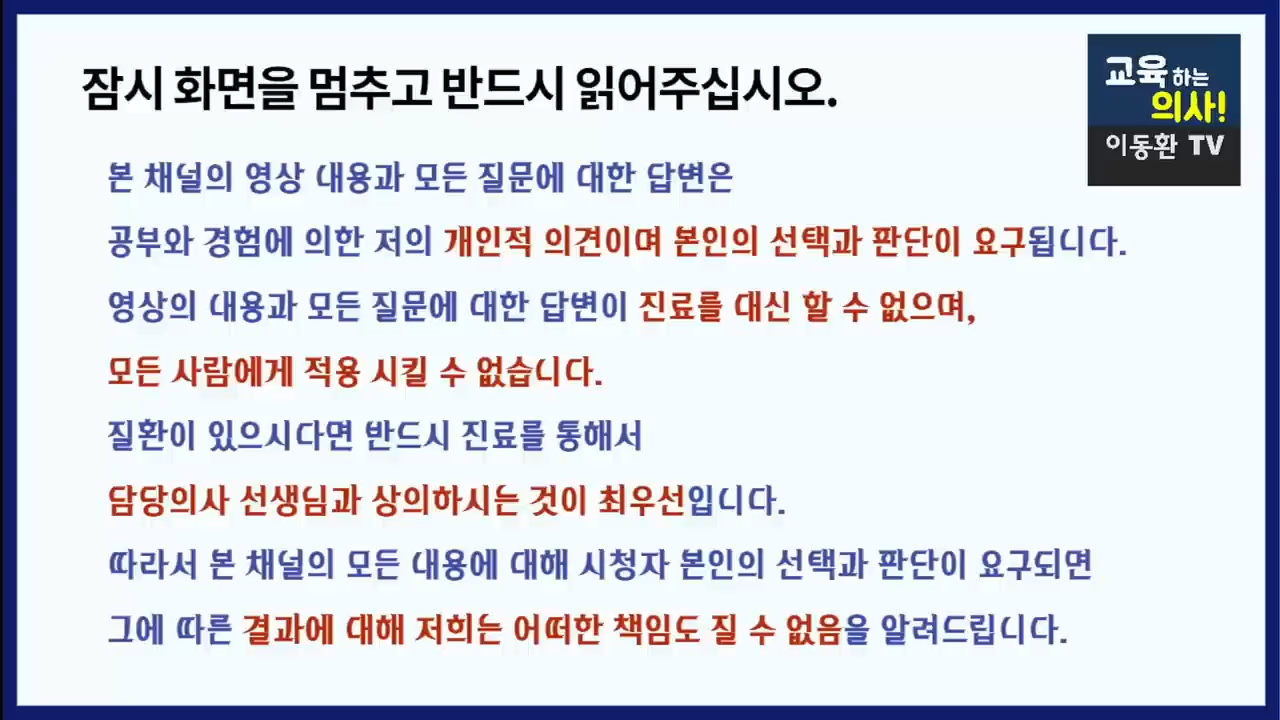 잠시 화면을 멈추고 반드시 읽어주십시오.
교육하는
의사!
이동환 TV
본 채널의 영상 내용과 모든 질문에 대한 답변은
공부와 경험에 의한 저의 개인적 의견이며 본인의 선택과 판단이 요구됩니다.
영상의 내용과 모든 질문에 대한 답변이 진료를 대신 할 수 없으며,
모든 사람에게 적용 시킬 수 없습니다.
질환이 있으시다면 반드시 진료를 통해서
담당의사 선생님과 상의하시는 것이 최우선입니다.
따라서 본 채널의 모든 내용에 대해 시청자 본인의 선택과 판단이 요구되면
그에 따른 결과에 대해 저희는 어떠한 책임도 질 수 없음을 알려드립니다.